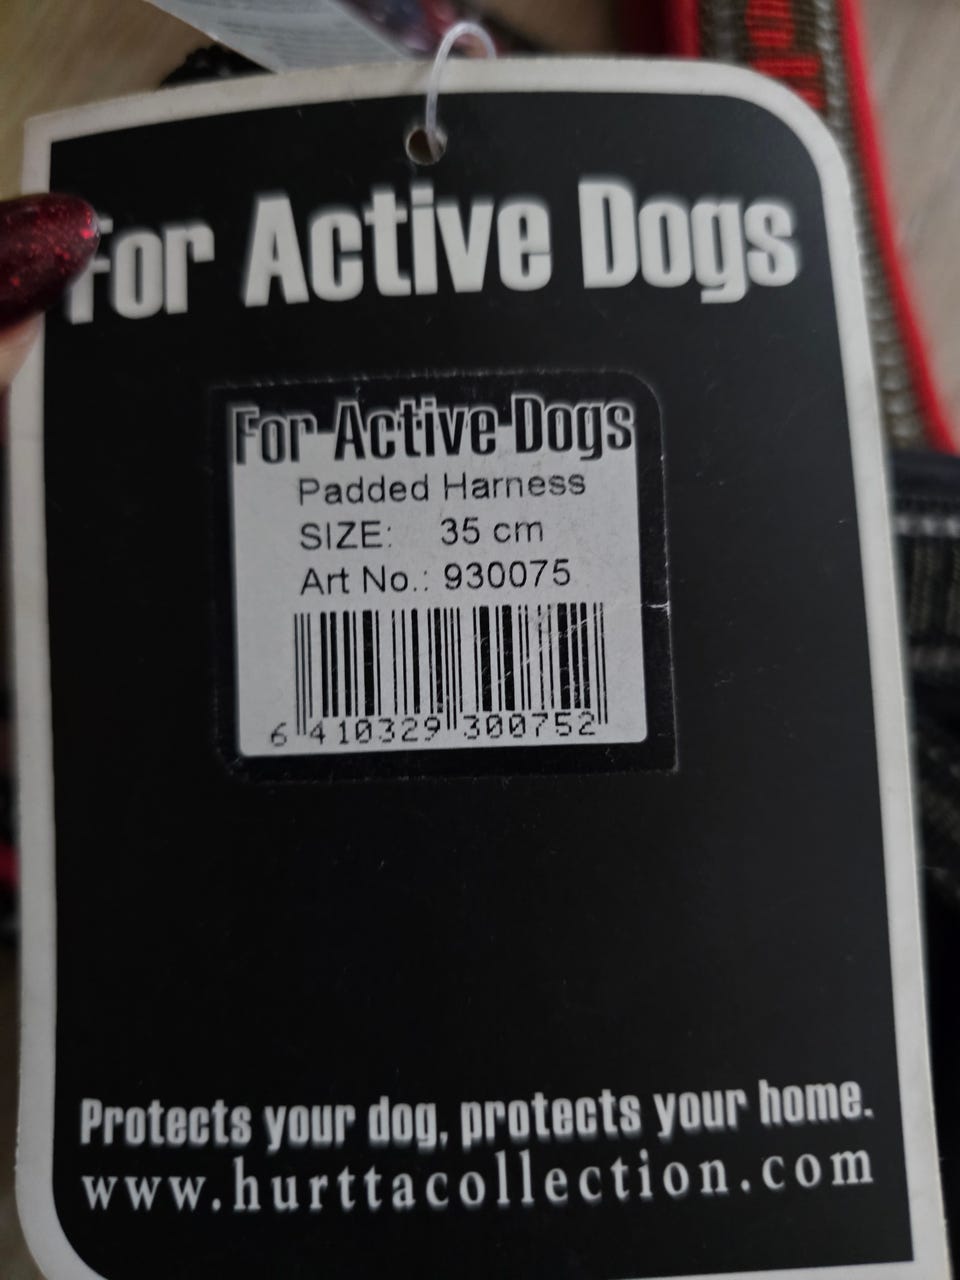 For Active Dogs
For Active Dogs
Padded Harness
SIZE: 35 cm
Art No.: 930075
6 410329 300752
Protects your dog, protects your home.
www.hurttacollection.com